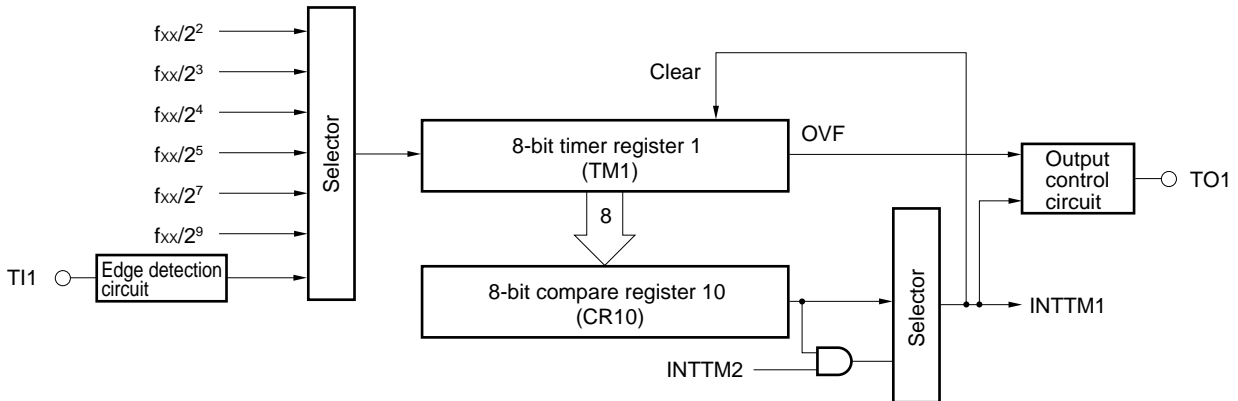 fxx/2²
fxx/2³
fxx/2⁴
fxx/2⁵
fxx/2⁷
fxx/2⁹
TI1
Edge detection
circuit
Selector
Clear
8-bit timer register 1
(TM1)
OVF
8
8-bit compare register 10
(CR10)
INTTM2
Selector
Output
control
circuit
TO1
INTTM1